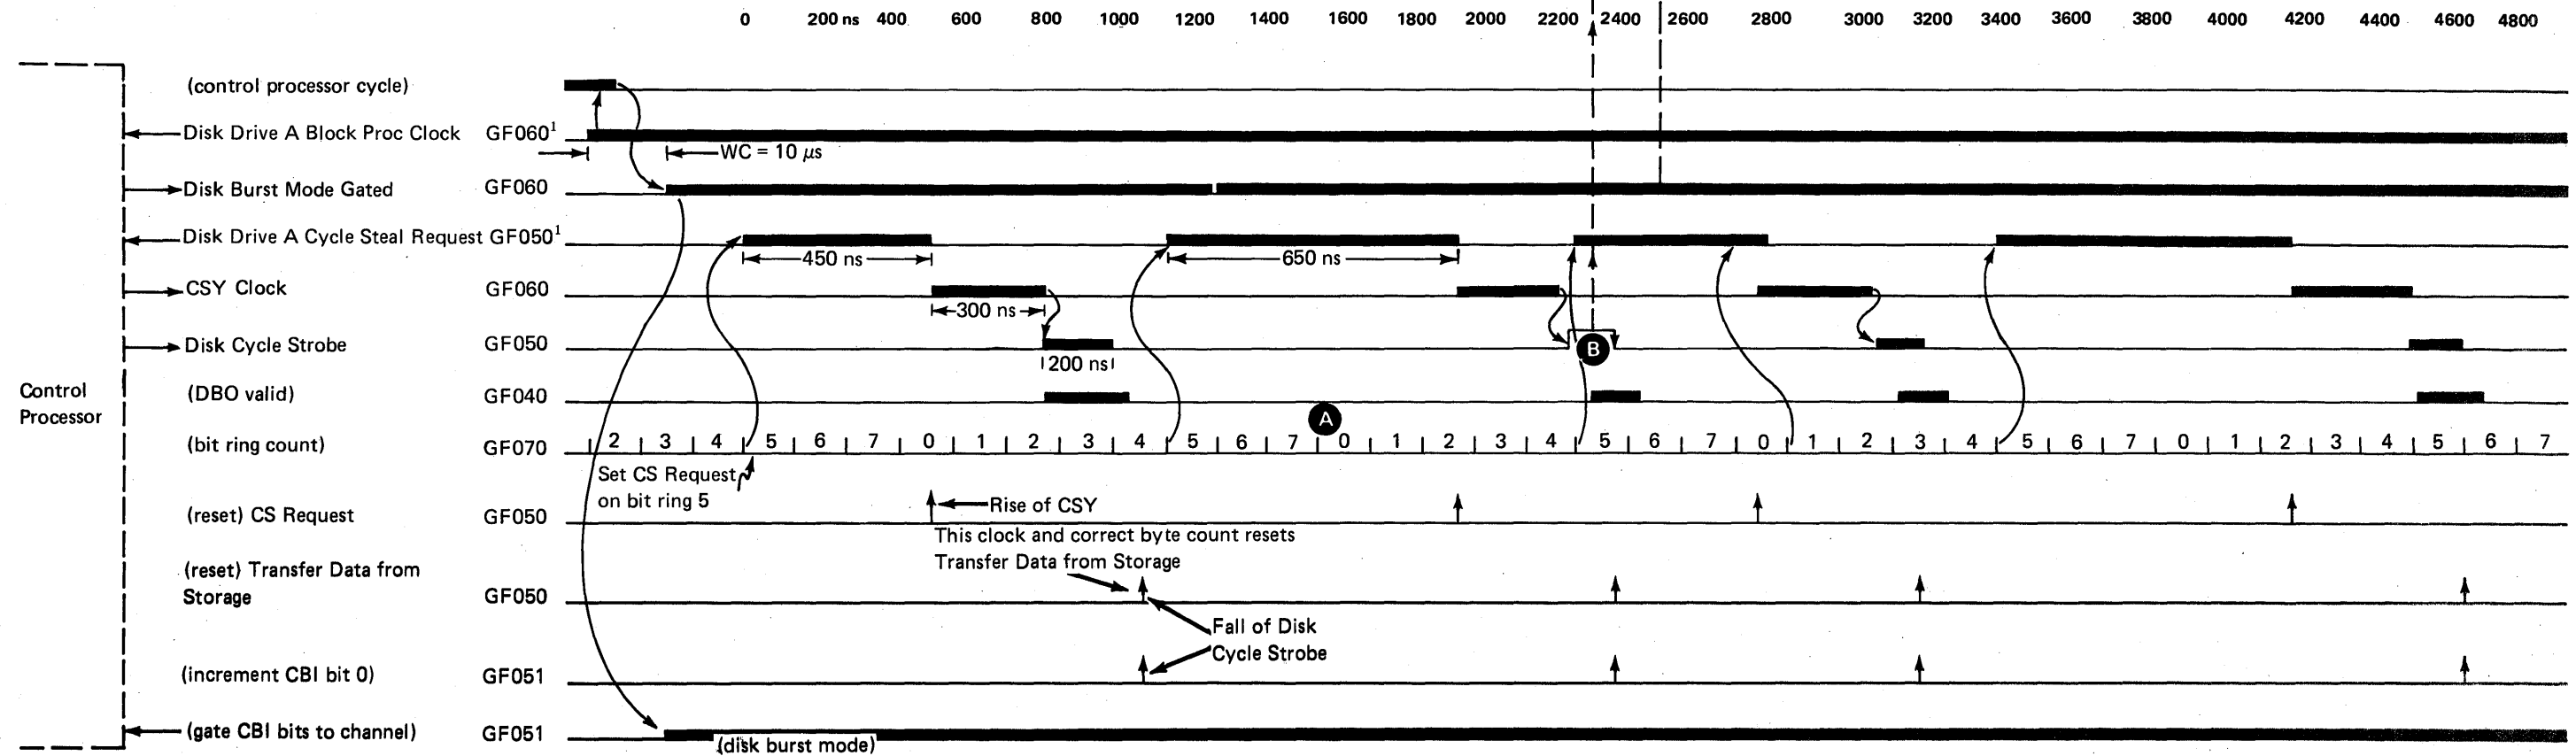 0 200 ns 400 600 800 1000 1200 1400 1600 1800 2000 2200 2400 2600 2800 3000 3200 3400 3600 3800 4000 4200 4400 4600 4800
(control processor cycle)
Disk Drive A Block Proc Clock GF060¹
WC = 10 µs
Disk Burst Mode Gated GF060
Disk Drive A Cycle Steal Request GF050¹
450 ns 650 ns
CSY Clock GF060
300 ns
Disk Cycle Strobe GF050
B
200 ns
Control
Processor
(DBO valid) GF040
A
(bit ring count) GF070 2 3 4 5 6 7 0 1 2 3 4 5 6 7 0 1 2 3 4 5 6 7 0 1 2 3 4 5 6 7 0 1 2 3 4 5 6 7
Set CS Request
on bit ring 5
(reset) CS Request GF050
Rise of CSY
This clock and correct byte count resets
Transfer Data from Storage
(reset) Transfer Data from
Storage GF050
Fall of Disk
Cycle Strobe
(increment CBI bit 0) GF051
(gate CBI bits to channel) GF051
(disk burst mode)